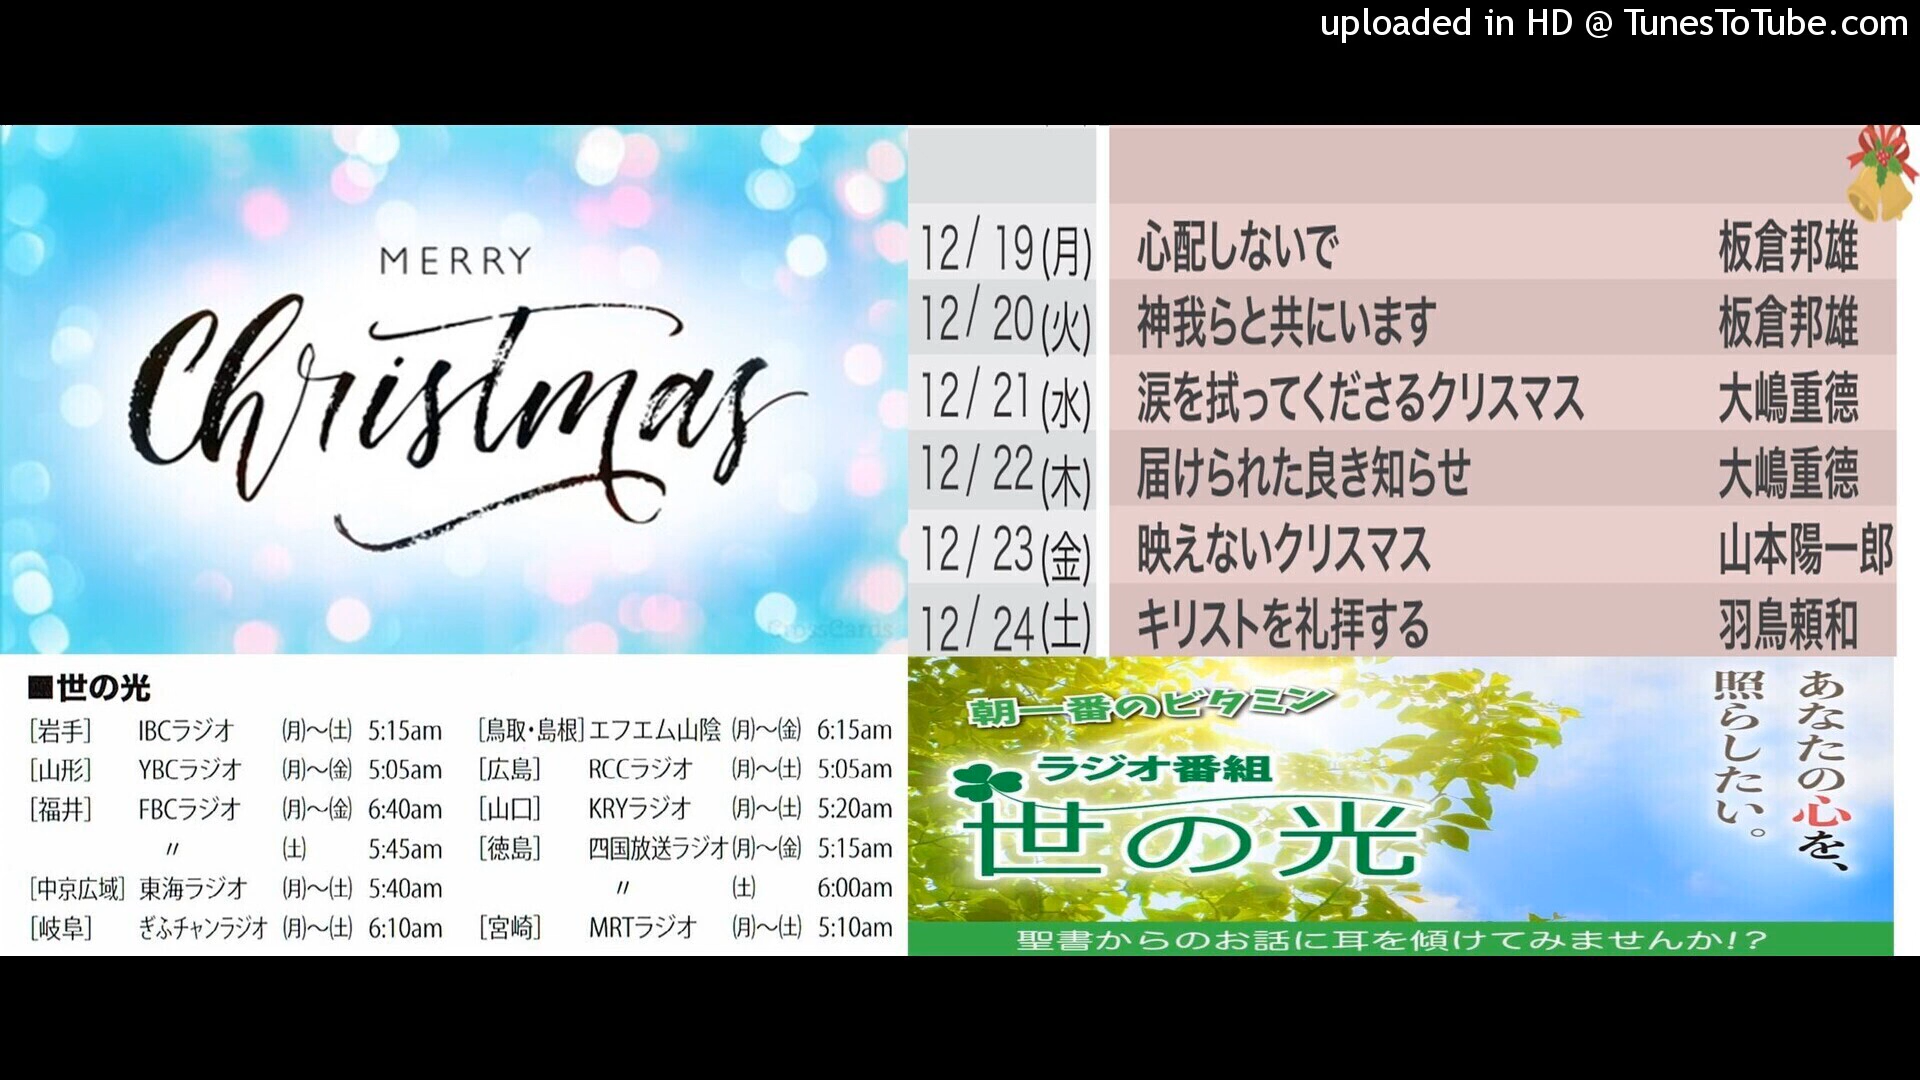 uploaded in HD @ TunesToTube.com
MERRY
Christmas
CrossCards
12/ 19(月) 心配しないで 板倉邦雄
12/ 20(火) 神我らと共にいます 板倉邦雄
12/ 21(水) 涙を拭ってくださるクリスマス 大嶋重德
12/ 22(木) 届けられた良き知らせ 大嶋重德
12/ 23(金) 映えないクリスマス 山本陽一郎
12/ 24(土) キリストを礼拝する 羽鳥頼和
■世の光
[岩手] IBCラジオ (月)〜(土) 5:15am
[山形] YBCラジオ (月)〜(金) 5:05am
[福井] FBCラジオ (月)〜(金) 6:40am
〃 (土) 5:45am
[中京広域] 東海ラジオ (月)〜(土) 5:40am
[岐阜] ぎふチャンラジオ (月)〜(土) 6:10am
[鳥取・島根] エフエム山陰 (月)〜(金) 6:15am
[広島] RCCラジオ (月)〜(土) 5:05am
[山口] KRYラジオ (月)〜(土) 5:20am
[徳島] 四国放送ラジオ (月)〜(金) 5:15am
〃 (土) 6:00am
[宮崎] MRTラジオ (月)〜(土) 5:10am
朝一番のビタミン
ラジオ番組
世の光
あなたの心を、
照らしたい。
聖書からのお話に耳を傾けてみませんか!?